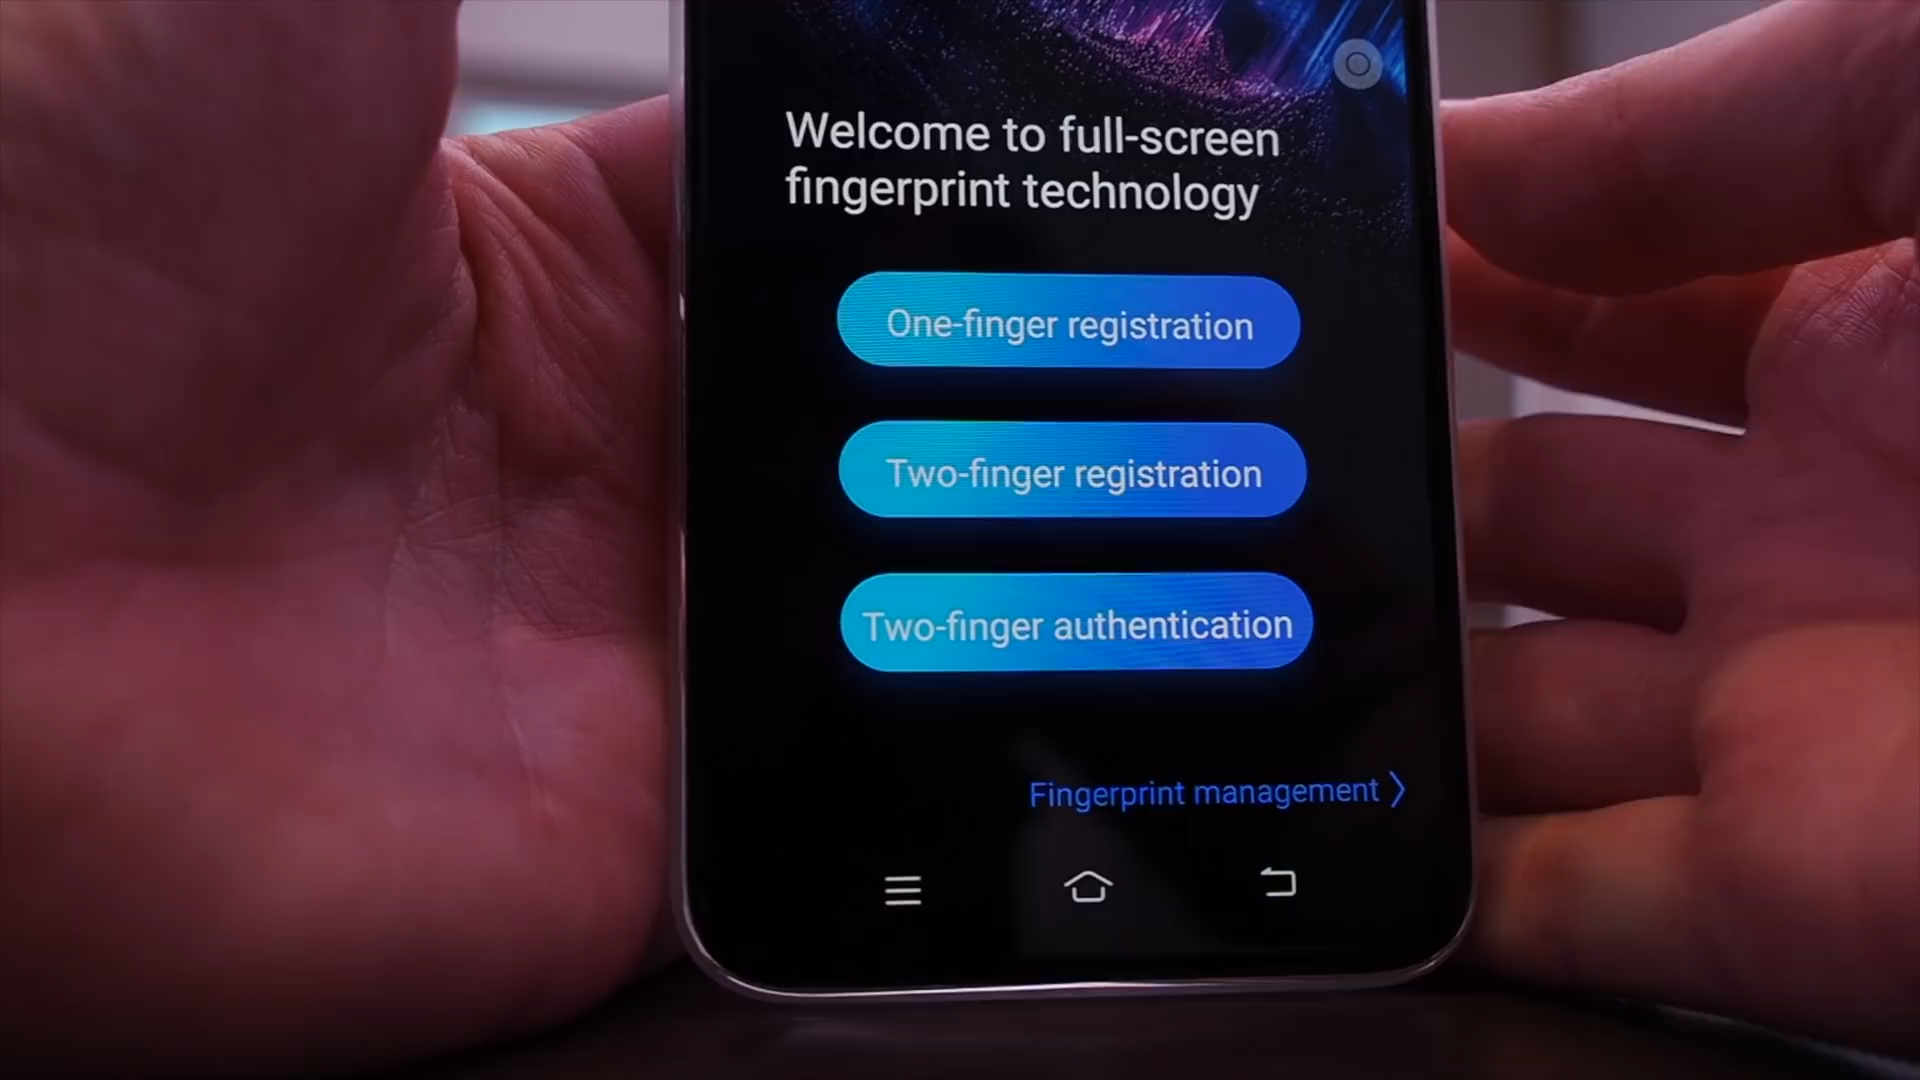 Welcome to full-screen
fingerprint technology
One-finger registration
Two-finger registration
Two-finger authentication
Fingerprint management